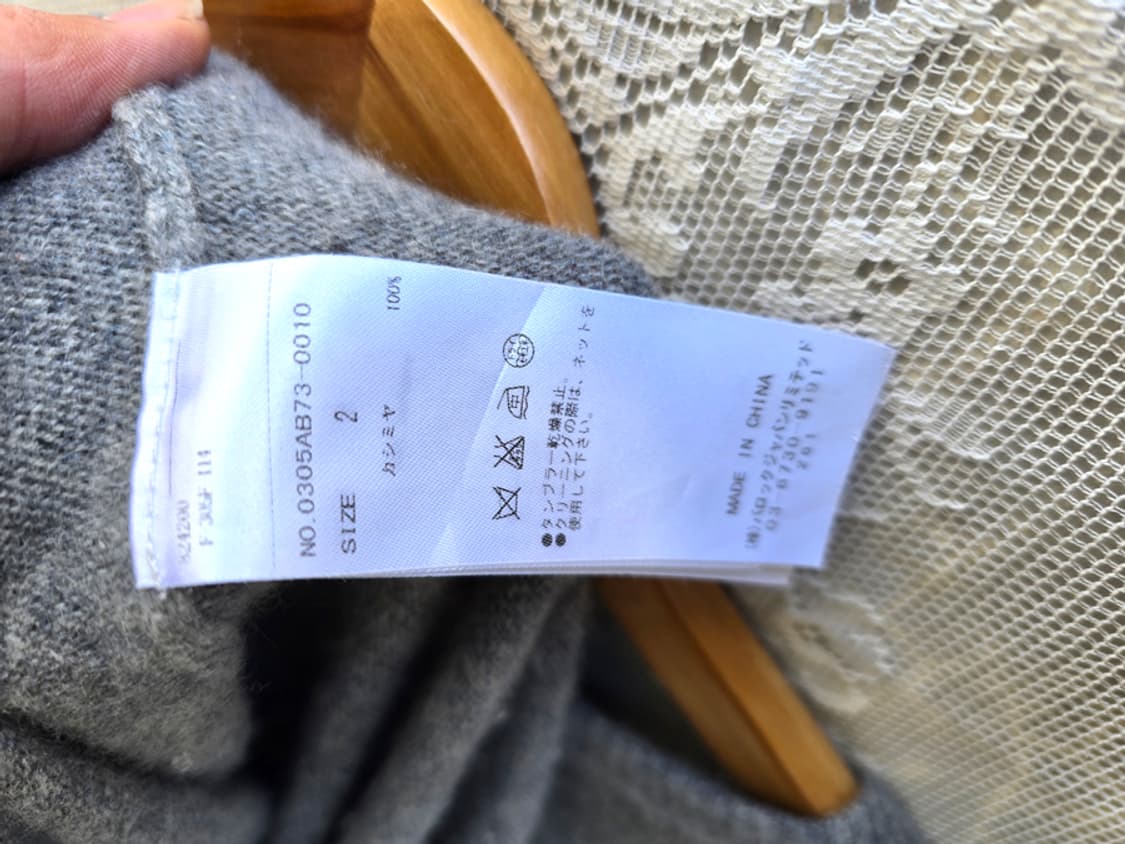 NO.0305AB73-0010
SIZE 2
カシミヤ 100%
●タンブラー乾燥禁止。
●クリーニングの際は、ネットを
使用して下さい。
MADE IN CHINA
(株)バロックジャパンリミテッド
03-6730-9191